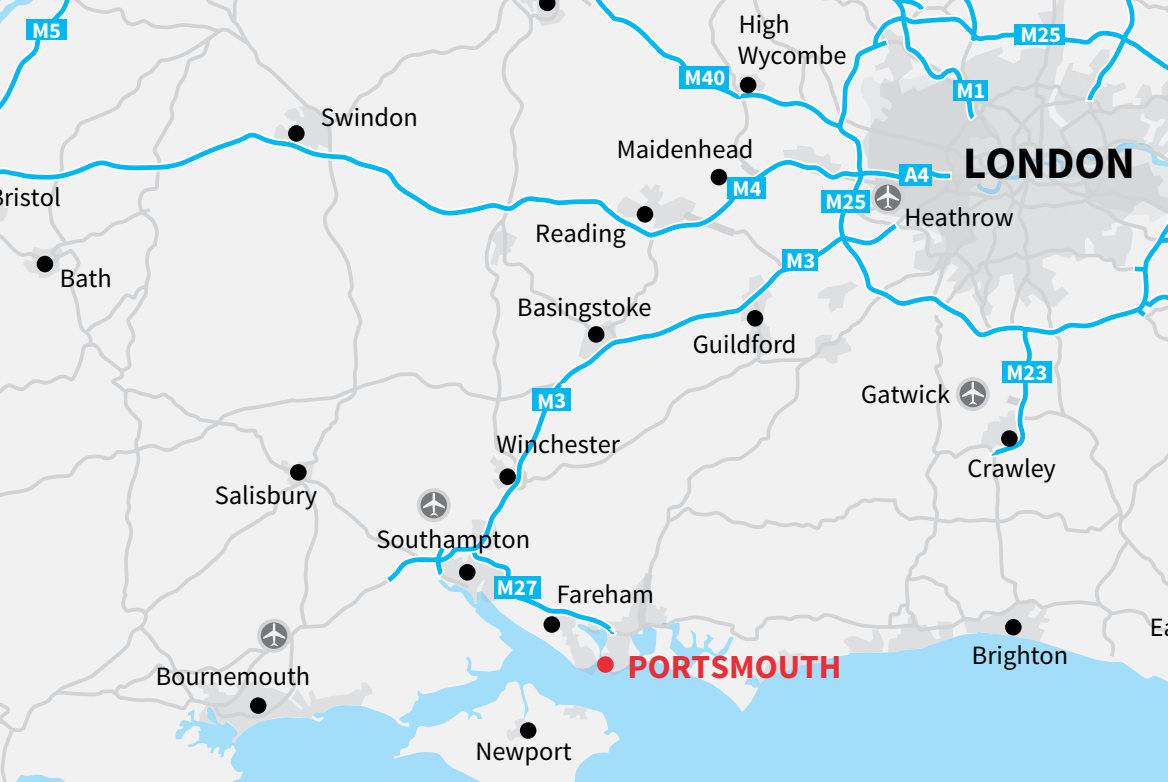 High
Wycombe
M5
M25
M40
M1
Swindon
Maidenhead
LONDON
A4
M4
M25
Heathrow
Reading
M3
Bath
Basingstoke
Guildford
M23
Gatwick
M3
Winchester
Crawley
Salisbury
Southampton
M27
Fareham
Brighton
PORTSMOUTH
Bournemouth
Newport